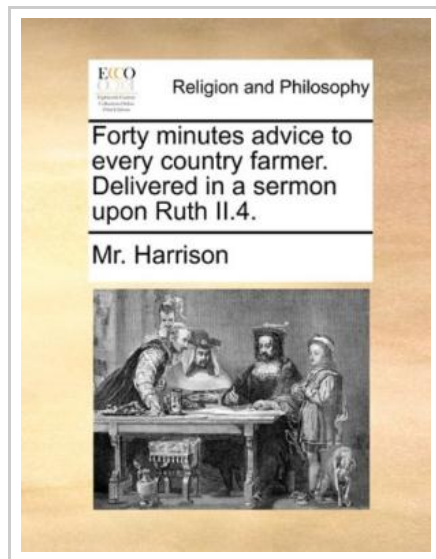 ECCO
Religion and Philosophy
Forty minutes advice to
every country farmer.
Delivered in a sermon
upon Ruth II.4.
Mr. Harrison